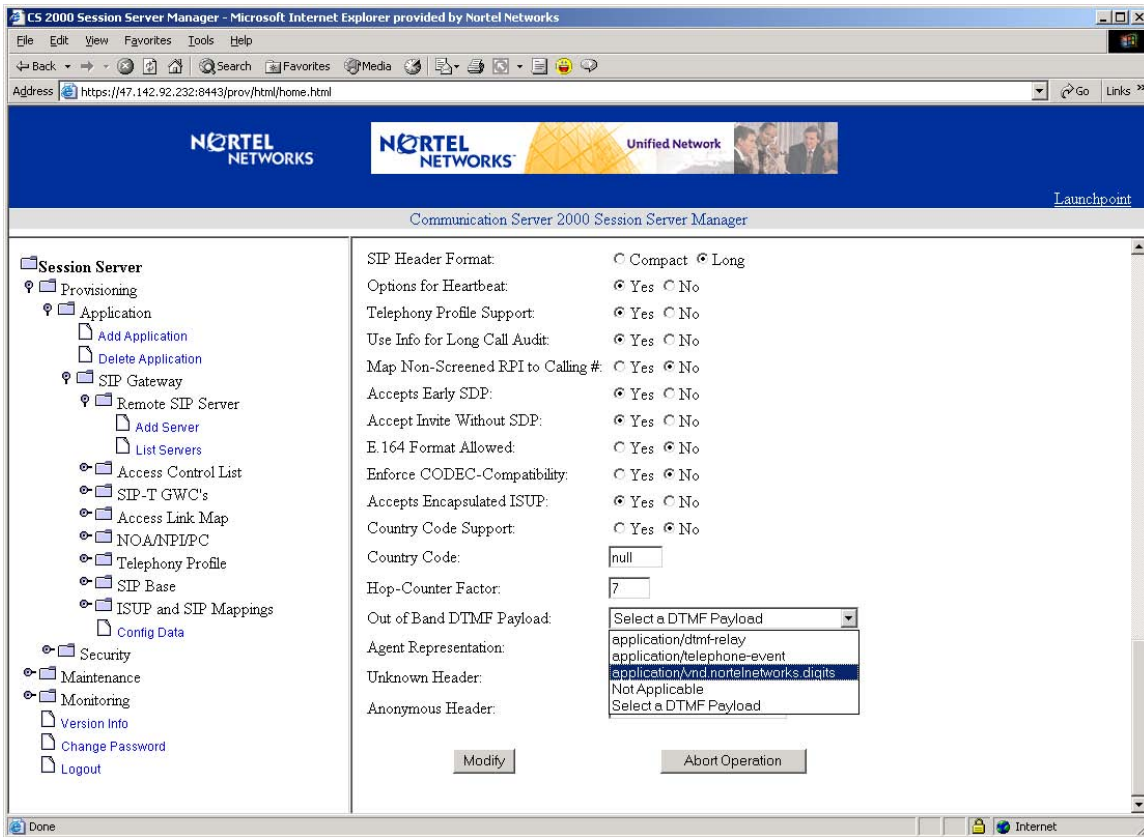 CS 2000 Session Server Manager - Microsoft Internet Explorer provided by Nortel Networks
File Edit View Favorites Tools Help
Back Search Favorites Media
Address https://47.142.92.232:8443/prov/html/home.html Go Links »
NORTEL NETWORKS
NORTEL NETWORKS™ Unified Network
Launchpoint
Communication Server 2000 Session Server Manager
Session Server
Provisioning
Application
Add Application
Delete Application
SIP Gateway
Remote SIP Server
Add Server
List Servers
Access Control List
SIP-T GWC's
Access Link Map
NOA/NPI/PC
Telephony Profile
SIP Base
ISUP and SIP Mappings
Config Data
Security
Maintenance
Monitoring
Version Info
Change Password
Logout
SIP Header Format: Compact Long
Options for Heartbeat: Yes No
Telephony Profile Support: Yes No
Use Info for Long Call Audit: Yes No
Map Non-Screened RPI to Calling #: Yes No
Accepts Early SDP: Yes No
Accept Invite Without SDP: Yes No
E.164 Format Allowed: Yes No
Enforce CODEC-Compatibility: Yes No
Accepts Encapsulated ISUP: Yes No
Country Code Support: Yes No
Country Code: null
Hop-Counter Factor: 7
Out of Band DTMF Payload: Select a DTMF Payload
application/dtmf-relay
application/telephone-event
application/vnd.nortelnetworks.digits
Not Applicable
Select a DTMF Payload
Agent Representation:
Unknown Header:
Anonymous Header:
Modify Abort Operation
Done Internet